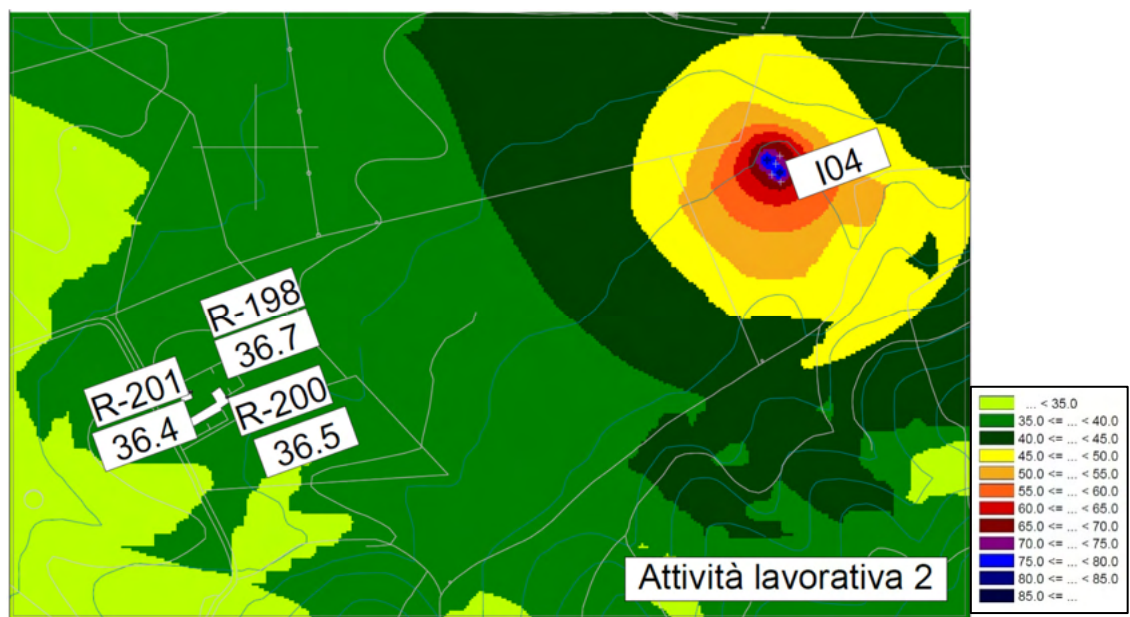 I04
R-198
36.7
R-201
36.4
R-200
36.5
Attività lavorativa 2
... < 35.0
35.0 <= ... < 40.0
40.0 <= ... < 45.0
45.0 <= ... < 50.0
50.0 <= ... < 55.0
55.0 <= ... < 60.0
60.0 <= ... < 65.0
65.0 <= ... < 70.0
70.0 <= ... < 75.0
75.0 <= ... < 80.0
80.0 <= ... < 85.0
85.0 <= ...